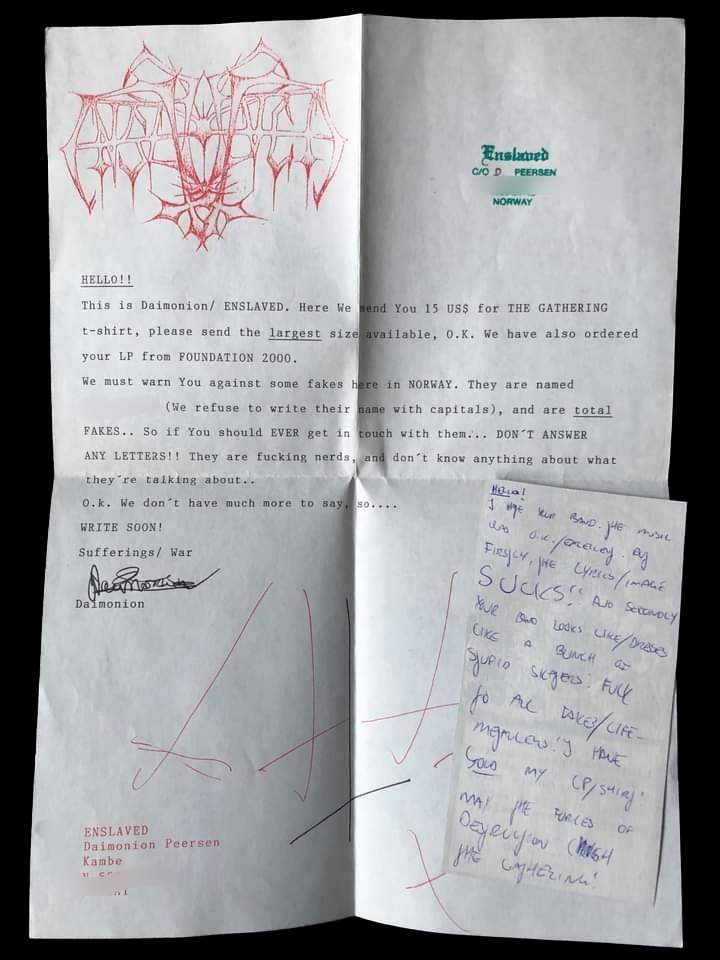 Enslaved
C/O D PEERSEN
NORWAY
HELLO!!
This is Daimonion/ ENSLAVED. Here We send You 15 US$ for THE GATHERING
t-shirt, please send the largest size available, O.K. We have also ordered
your LP from FOUNDATION 2000.
We must warn You against some fakes here in NORWAY. They are named
(We refuse to write their name with capitals), and are total
FAKES.. So if You should EVER get in touch with them... DON´T ANSWER
ANY LETTERS!! They are fucking nerds, and don´t know anything about what
they´re talking about..
O.k. We don´t have much more to say, so....
WRITE SOON!
Sufferings/ War
Daimonion
HELLO!
I HATE YOUR BAND. THE MUSIC
WAS O.K./ BUT
FIRSTLY, THE LYRICS/IMAGE
SUCKS!! AND SECONDLY
YOUR BAND LOOKS LIKE/DRESSES
LIKE A BUNCH OF
STUPID FUCK
TO ALL LIFE-
METALLERS! I HAVE
SOLD MY LP/SHIRT!
MAY THE FORCES OF
DESTRUCTION
THE GATHERING!
ENSLAVED
Daimonion Peersen
Kambe